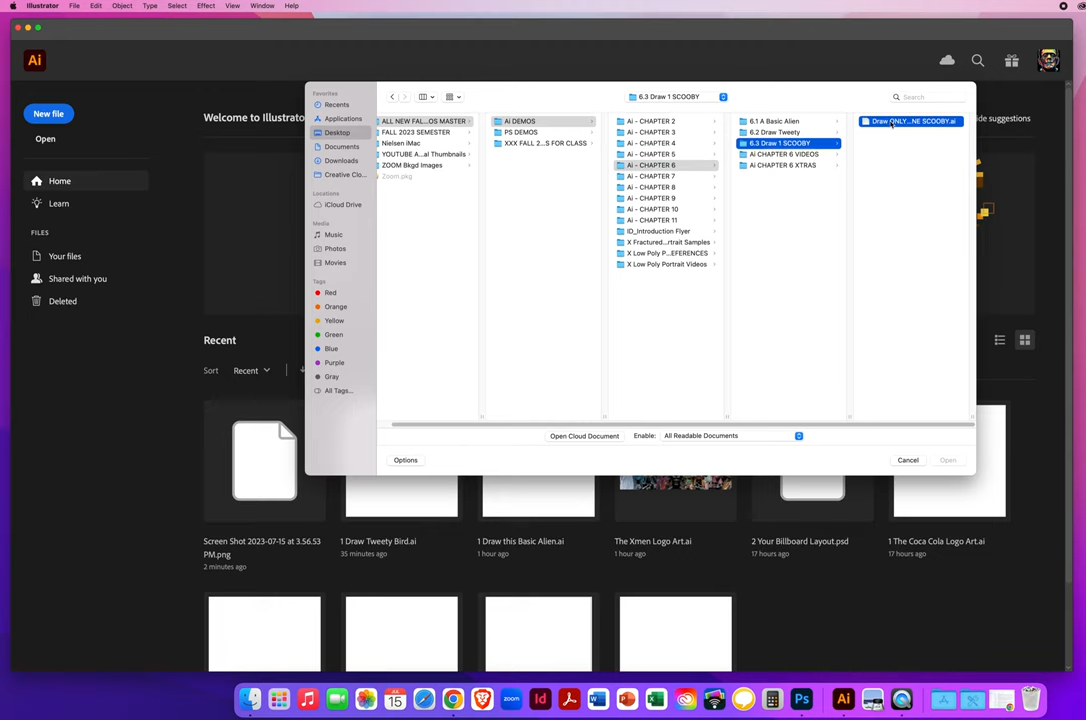 Illustrator File Edit Object Type Select Effect View Window Help
Ai
New file
Welcome to Illustrator
Hide suggestions
Open
Home
Learn
FILES
Your files
Shared with you
Deleted
Favorites
Recents
Applications
Desktop
Documents
Downloads
Creative Clo...
Locations
iCloud Drive
Media
Music
Photos
Movies
Tags
Red
Orange
Yellow
Green
Blue
Purple
Gray
All Tags...
6.3 Draw 1 SCOOBY
Search
ALL NEW FAL...OS MASTER
FALL 2023 SEMESTER
Nielsen iMac
YOUTUBE A...al Thumbnails
ZOOM Bkgd Images
Zoom.pkg
Ai DEMOS
PS DEMOS
XXX FALL 2...S FOR CLASS
Ai - CHAPTER 2
Ai - CHAPTER 3
Ai - CHAPTER 4
Ai - CHAPTER 5
Ai - CHAPTER 6
Ai - CHAPTER 7
Ai - CHAPTER 8
Ai - CHAPTER 9
Ai - CHAPTER 10
Ai - CHAPTER 11
ID_Introduction Flyer
X Fractured...rtrait Samples
X Low Poly P...EFERENCES
X Low Poly Portrait Videos
6.1 A Basic Alien
6.2 Draw Tweety
6.3 Draw 1 SCOOBY
Ai CHAPTER 6 VIDEOS
Ai CHAPTER 6 XTRAS
Draw ONLY...NE SCOOBY.ai
Open Cloud Document
Enable:
All Readable Documents
Options
Cancel
Open
Recent
Sort Recent
Screen Shot 2023-07-15 at 3.56.53
PM.png
2 minutes ago
1 Draw Tweety Bird.ai
35 minutes ago
1 Draw this Basic Alien.ai
1 hour ago
The Xmen Logo Art.ai
1 hour ago
2 Your Billboard Layout.psd
17 hours ago
1 The Coca Cola Logo Art.ai
17 hours ago
JUL
15
zoom
Id
Ps
Ai